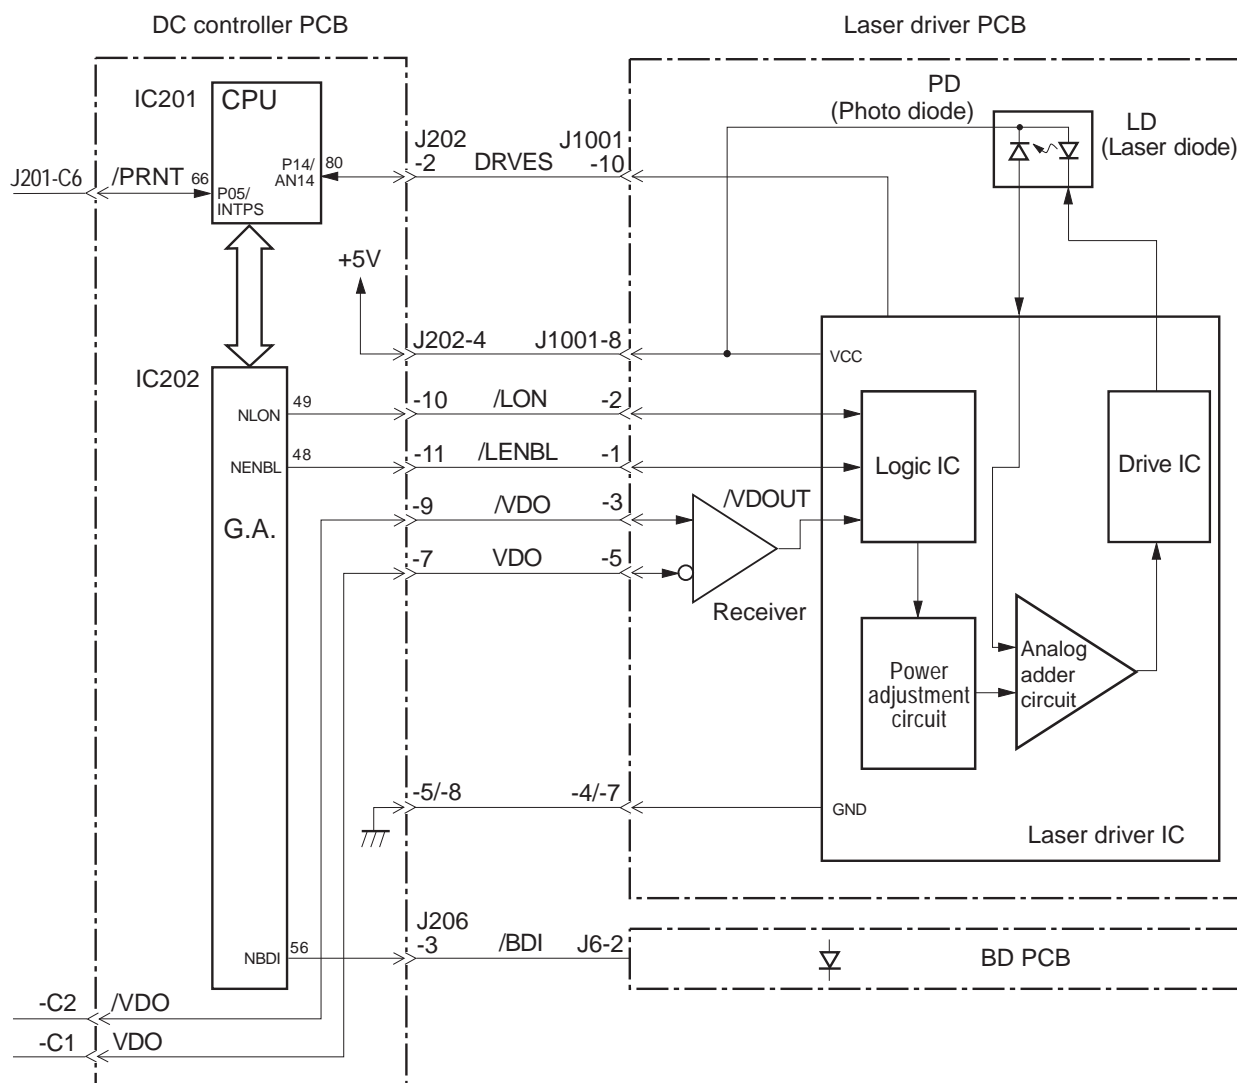 DC controller PCB
Laser driver PCB
IC201
CPU
P14/
AN14
80
P05/
INTPS
66
J201-C6
/PRNT
J202
-2
DRVES
J1001
-10
PD
(Photo diode)
LD
(Laser diode)
+5V
J202-4
J1001-8
VCC
IC202
G.A.
NLON
49
-10
/LON
-2
NENBL
48
-11
/LENBL
-1
-9
/VDO
-3
-7
VDO
-5
/VDOUT
Receiver
Logic IC
Drive IC
Power
adjustment
circuit
Analog
adder
circuit
-5/-8
-4/-7
GND
Laser driver IC
NBDI
56
J206
-3
/BDI
J6-2
BD PCB
-C2
/VDO
-C1
VDO